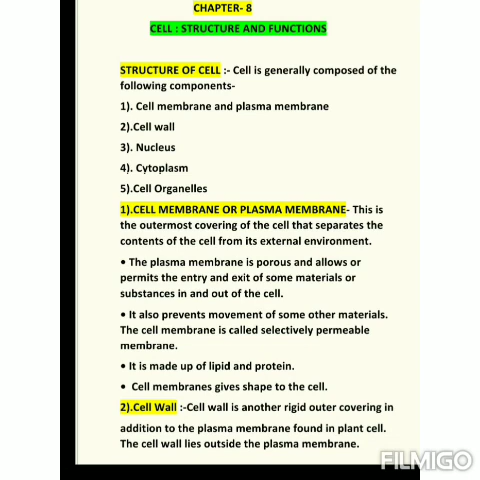 CHAPTER- 8
CELL : STRUCTURE AND FUNCTIONS
STRUCTURE OF CELL :- Cell is generally composed of the
following components-
1). Cell membrane and plasma membrane
2).Cell wall
3). Nucleus
4). Cytoplasm
5).Cell Organelles
1).CELL MEMBRANE OR PLASMA MEMBRANE- This is
the outermost covering of the cell that separates the
contents of the cell from its external environment.
• The plasma membrane is porous and allows or
permits the entry and exit of some materials or
substances in and out of the cell.
• It also prevents movement of some other materials.
The cell membrane is called selectively permeable
membrane.
• It is made up of lipid and protein.
• Cell membranes gives shape to the cell.
2).Cell Wall :-Cell wall is another rigid outer covering in
addition to the plasma membrane found in plant cell.
The cell wall lies outside the plasma membrane.
FILMIGO